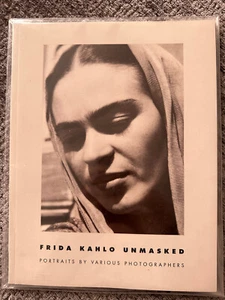 FRIDA KAHLO UNMASKED
PORTRAITS BY VARIOUS PHOTOGRAPHERS